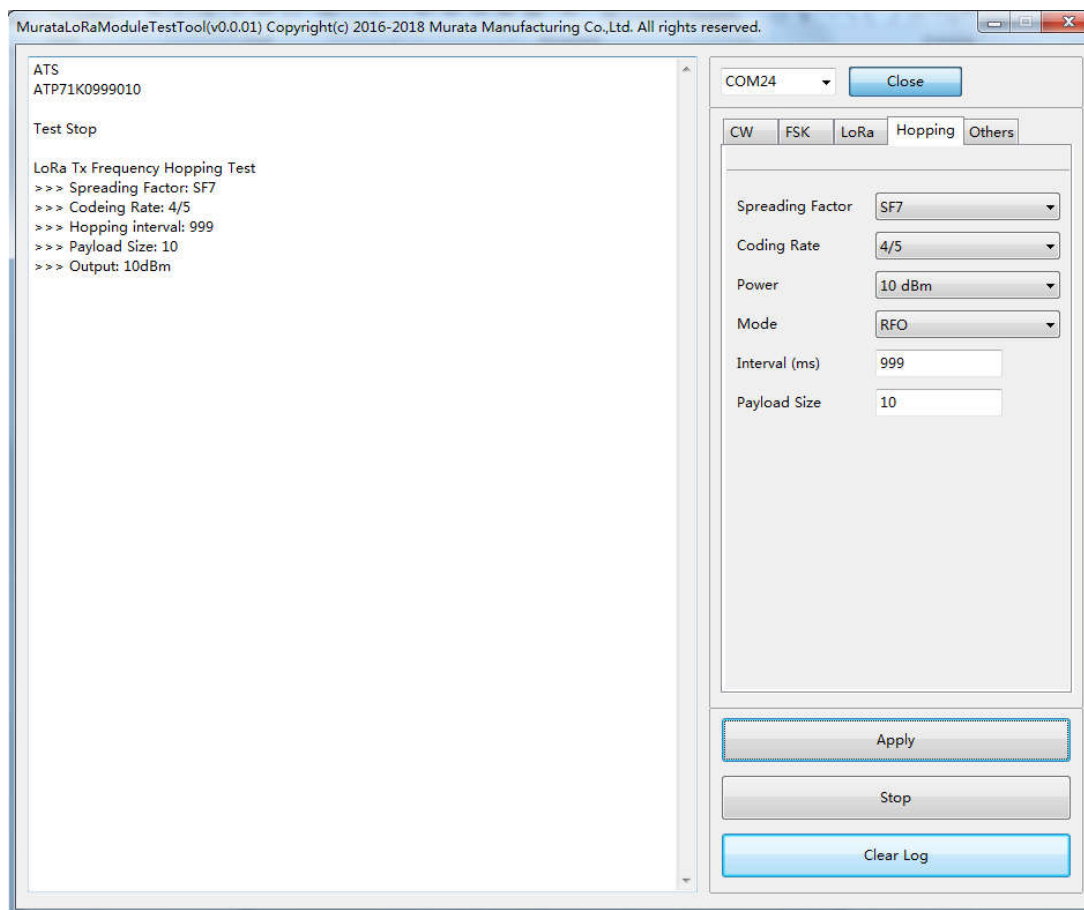 MurataLoRaModuleTestTool(v0.0.01) Copyright(c) 2016-2018 Murata Manufacturing Co.,Ltd. All rights reserved.
ATS
ATP71K0999010
Test Stop
LoRa Tx Frequency Hopping Test
>>> Spreading Factor: SF7
>>> Codeing Rate: 4/5
>>> Hopping interval: 999
>>> Payload Size: 10
>>> Output: 10dBm
COM24 Close
CW FSK LoRa Hopping Others
Spreading Factor SF7
Coding Rate 4/5
Power 10 dBm
Mode RFO
Interval (ms) 999
Payload Size 10
Apply
Stop
Clear Log